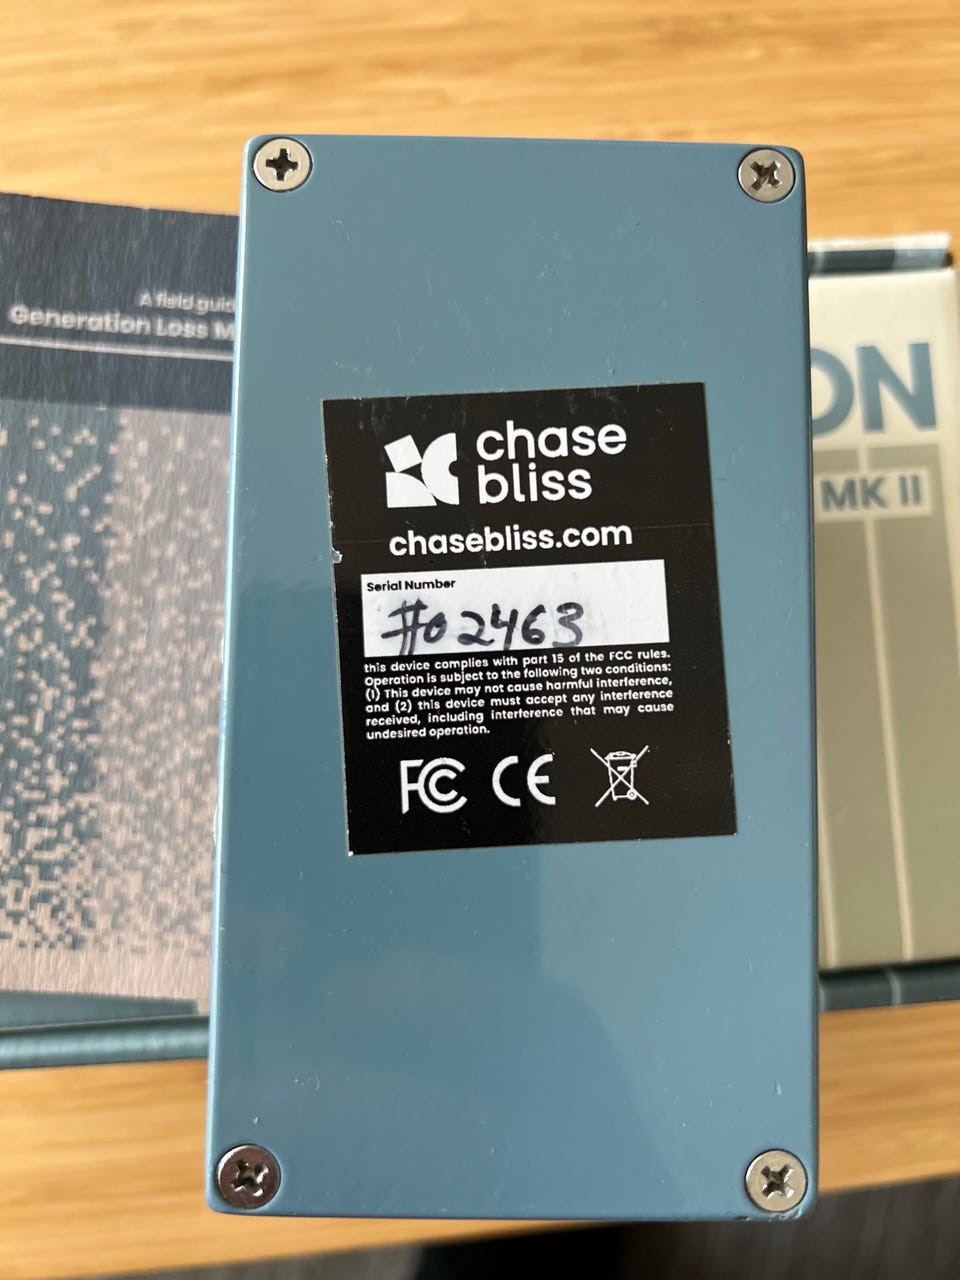 A field guid
Generation Loss M
ON
MK II
chase
bliss
chasebliss.com
Serial Number
#02463
this device complies with part 15 of the FCC rules.
Operation is subject to the following two conditions:
(1) This device may not cause harmful interference,
and (2) this device must accept any interference
received, including interference that may cause
undesired operation.
FC CE